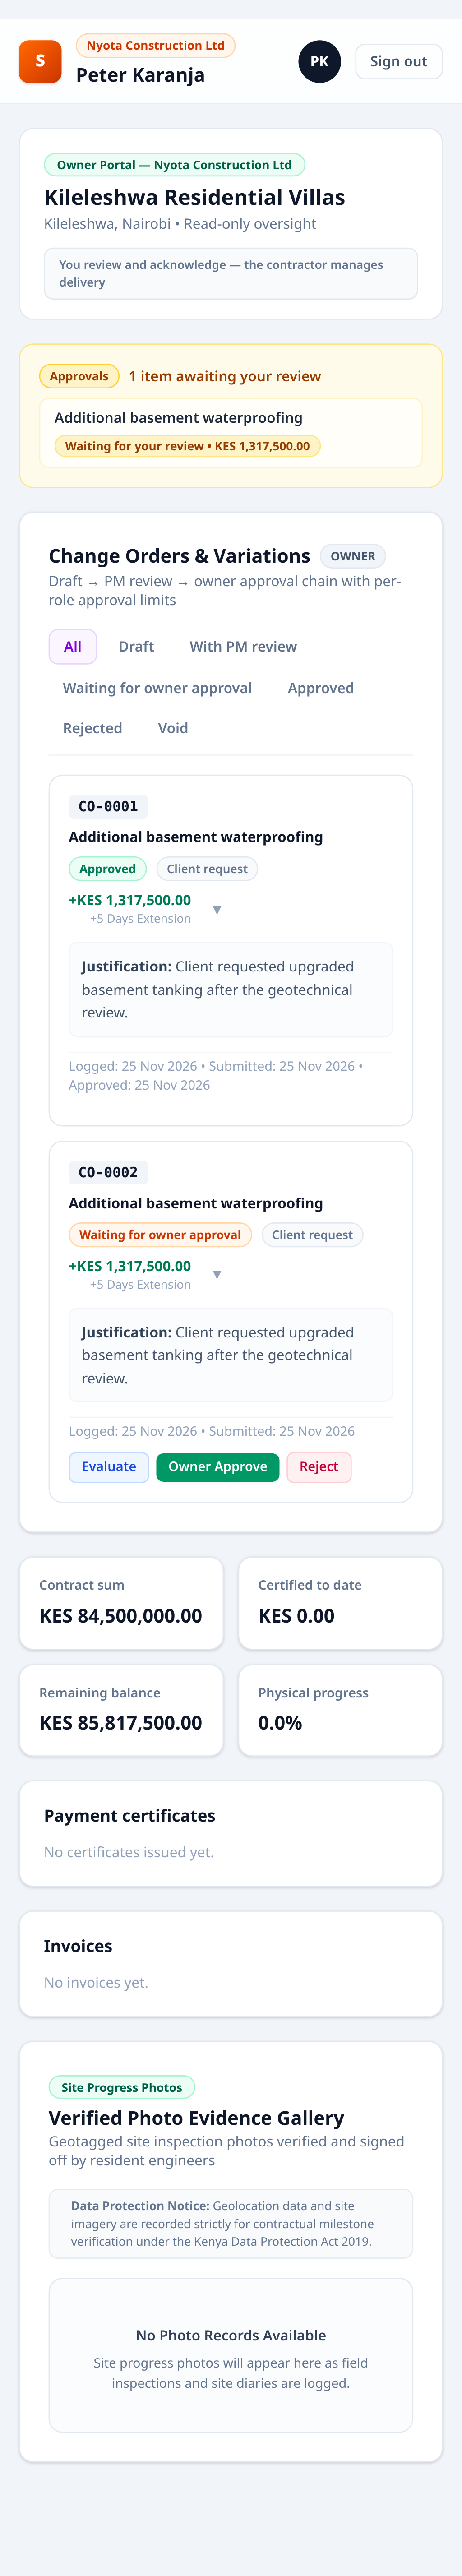 S
Nyota Construction Ltd
Peter Karanja
PK
Sign out
Owner Portal — Nyota Construction Ltd
Kileleshwa Residential Villas
Kileleshwa, Nairobi • Read-only oversight
You review and acknowledge — the contractor manages
delivery
Approvals
1 item awaiting your review
Additional basement waterproofing
Waiting for your review • KES 1,317,500.00
Change Orders & Variations
OWNER
Draft → PM review → owner approval chain with per-
role approval limits
All
Draft
With PM review
Waiting for owner approval
Approved
Rejected
Void
CO-0001
Additional basement waterproofing
Approved
Client request
+KES 1,317,500.00
+5 Days Extension
▼
Justification: Client requested upgraded
basement tanking after the geotechnical
review.
Logged: 25 Nov 2026 • Submitted: 25 Nov 2026 •
Approved: 25 Nov 2026
CO-0002
Additional basement waterproofing
Waiting for owner approval
Client request
+KES 1,317,500.00
+5 Days Extension
▼
Justification: Client requested upgraded
basement tanking after the geotechnical
review.
Logged: 25 Nov 2026 • Submitted: 25 Nov 2026
Evaluate
Owner Approve
Reject
Contract sum
KES 84,500,000.00
Certified to date
KES 0.00
Remaining balance
KES 85,817,500.00
Physical progress
0.0%
Payment certificates
No certificates issued yet.
Invoices
No invoices yet.
Site Progress Photos
Verified Photo Evidence Gallery
Geotagged site inspection photos verified and signed
off by resident engineers
Data Protection Notice: Geolocation data and site
imagery are recorded strictly for contractual milestone
verification under the Kenya Data Protection Act 2019.
No Photo Records Available
Site progress photos will appear here as field
inspections and site diaries are logged.